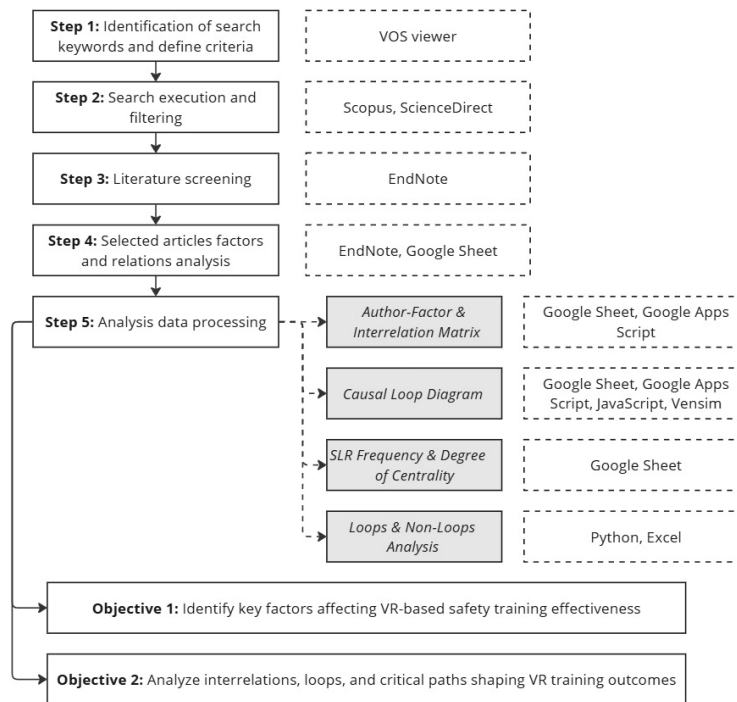 Step 1: Identification of search
keywords and define criteria
VOS viewer
Step 2: Search execution and
filtering
Scopus, ScienceDirect
Step 3: Literature screening
EndNote
Step 4: Selected articles factors
and relations analysis
EndNote, Google Sheet
Step 5: Analysis data processing
Author-Factor &
Interrelation Matrix
Google Sheet, Google Apps
Script
Causal Loop Diagram
Google Sheet, Google Apps
Script, JavaScript, Vensim
SLR Frequency & Degree
of Centrality
Google Sheet
Loops & Non-Loops
Analysis
Python, Excel
Objective 1: Identify key factors affecting VR-based safety training effectiveness
Objective 2: Analyze interrelations, loops, and critical paths shaping VR training outcomes